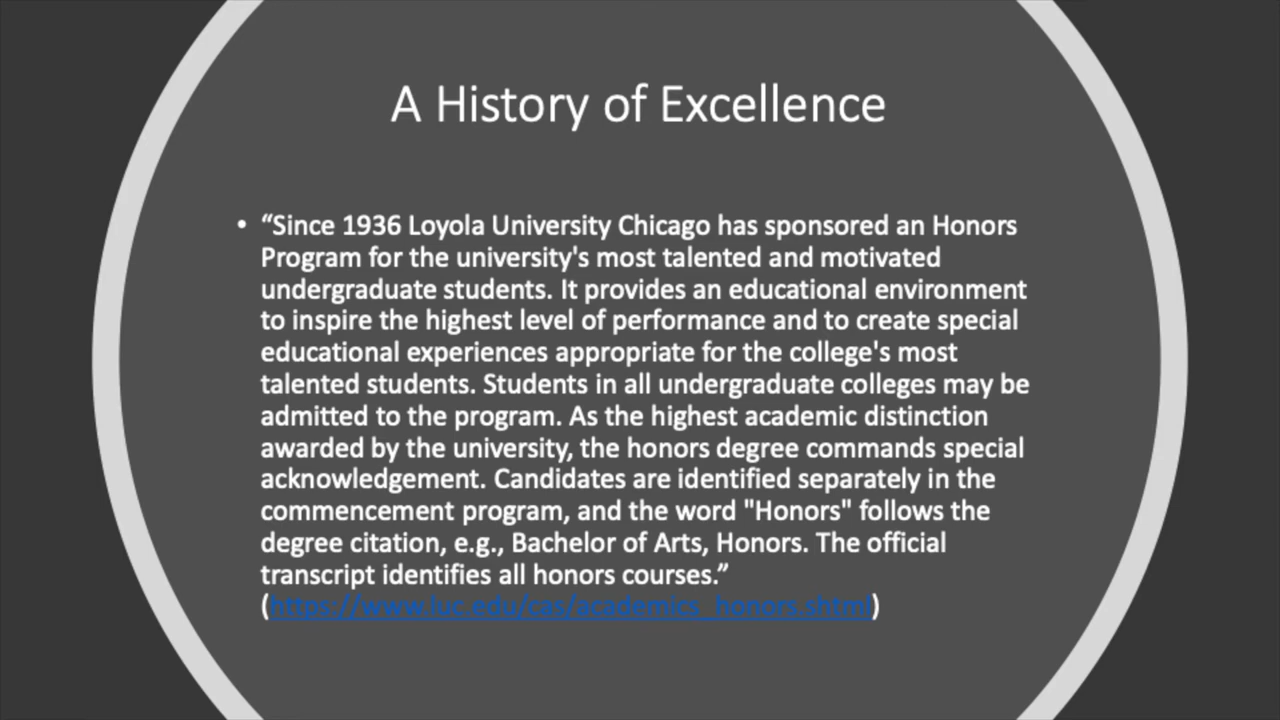 A History of Excellence
• “Since 1936 Loyola University Chicago has sponsored an Honors
Program for the university's most talented and motivated
undergraduate students. It provides an educational environment
to inspire the highest level of performance and to create special
educational experiences appropriate for the college's most
talented students. Students in all undergraduate colleges may be
admitted to the program. As the highest academic distinction
awarded by the university, the honors degree commands special
acknowledgement. Candidates are identified separately in the
commencement program, and the word "Honors" follows the
degree citation, e.g., Bachelor of Arts, Honors. The official
transcript identifies all honors courses.”
(https://www.luc.edu/cas/academics_honors.shtml)